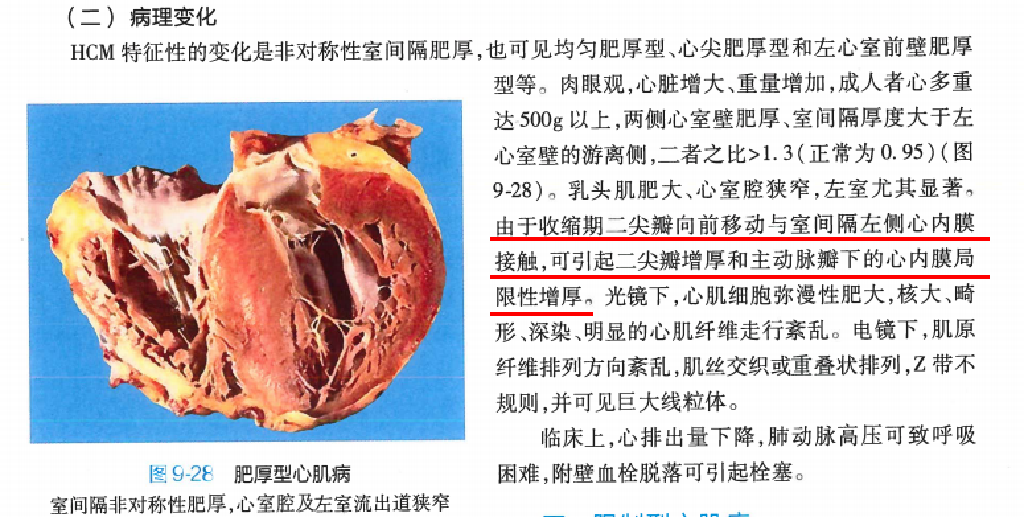 (二) 病理变化
HCM 特征性的变化是非对称性室间隔肥厚,也可见均匀肥厚型、心尖肥厚型和左心室前壁肥厚
型等。肉眼观,心脏增大、重量增加,成人者心多重
达 500g 以上,两侧心室壁肥厚、室间隔厚度大于左
心室壁的游离侧,二者之比>1.3(正常为 0.95)(图
9-28)。乳头肌肥大、心室腔狭窄,左室尤其显著。
由于收缩期二尖瓣向前移动与室间隔左侧心内膜
接触,可引起二尖瓣增厚和主动脉瓣下的心内膜局
限性增厚。光镜下,心肌细胞弥漫性肥大,核大、畸
形、深染、明显的心肌纤维走行紊乱。电镜下,肌原
纤维排列方向紊乱,肌丝交织或重叠状排列,Z 带不
规则,并可见巨大线粒体。
临床上,心排出量下降,肺动脉高压可致呼吸
困难,附壁血栓脱落可引起栓塞。
图 9-28 肥厚型心肌病
室间隔非对称性肥厚,心室腔及左室流出道狭窄